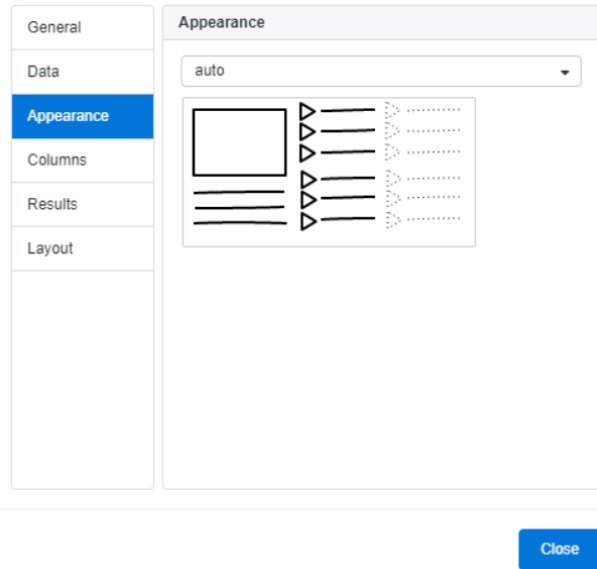 General
Data
Appearance
Columns
Results
Layout
Appearance
auto
Close